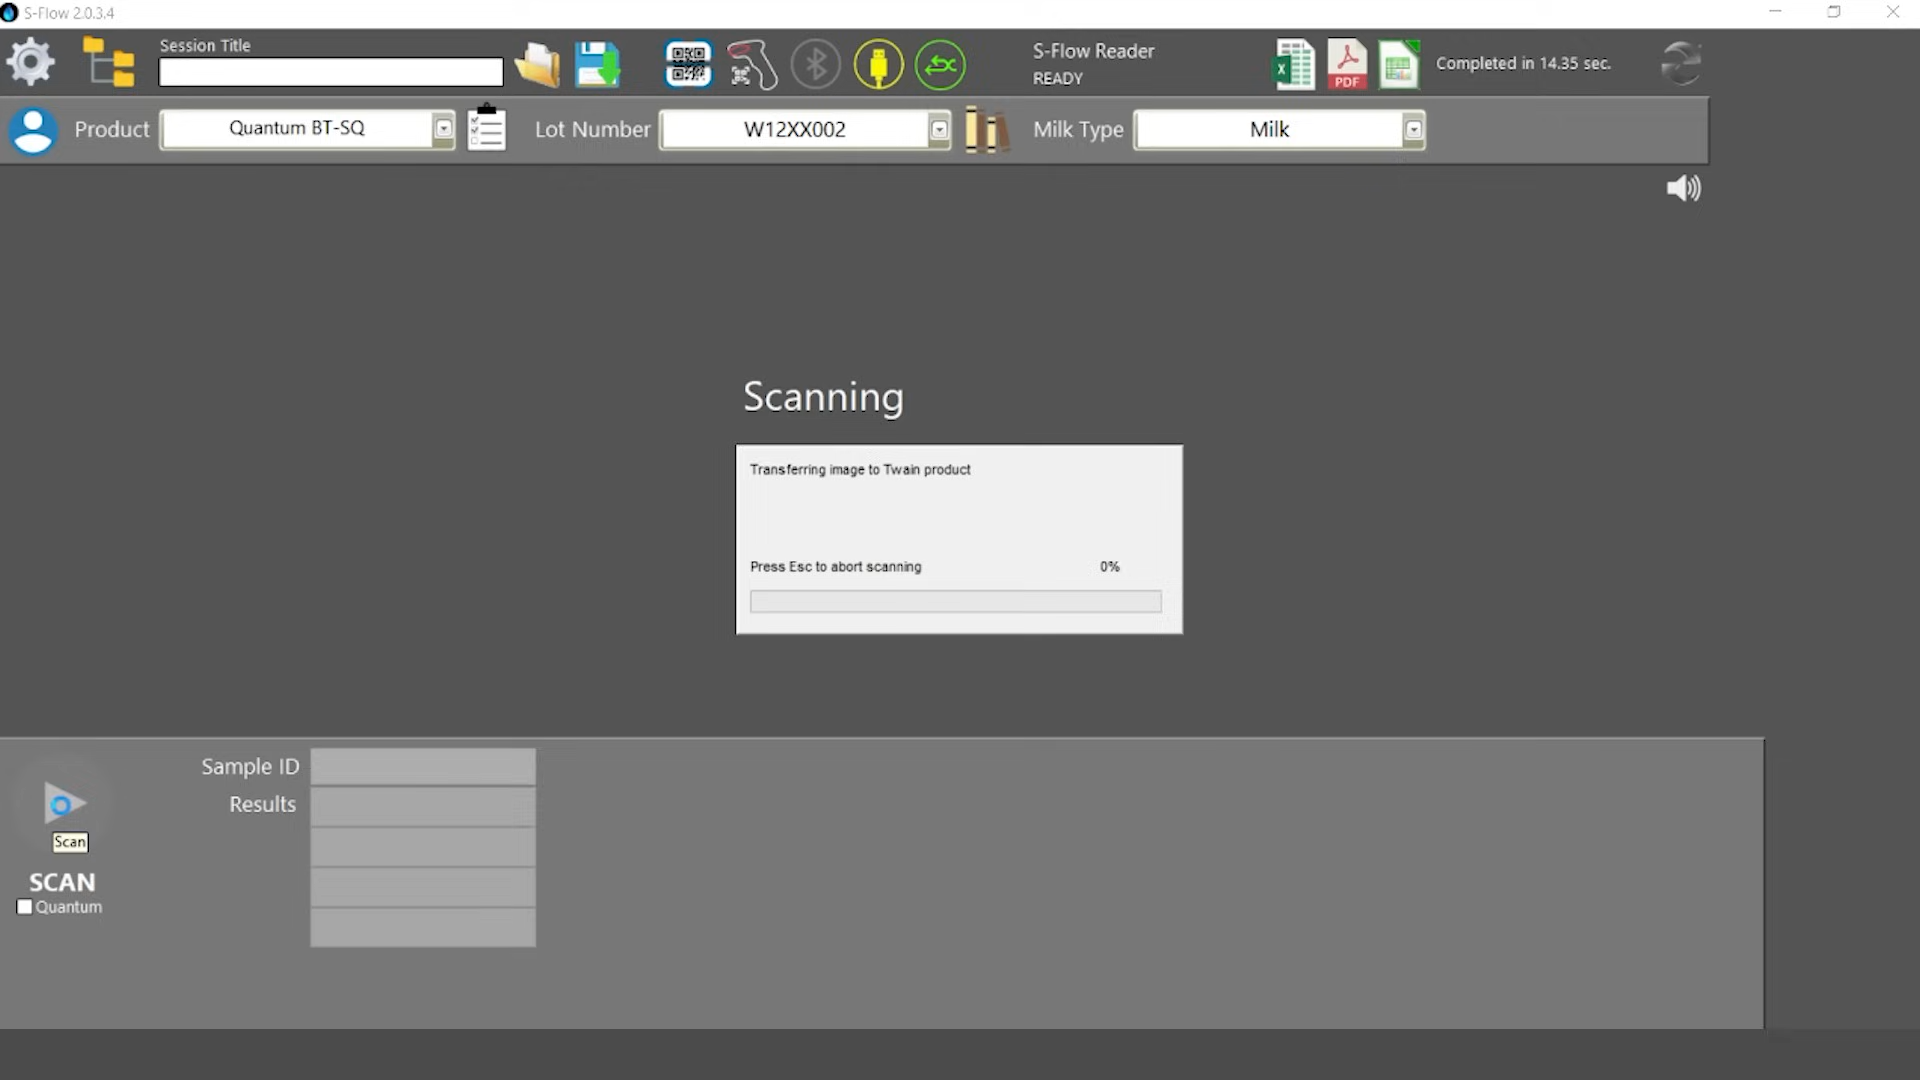 S-Flow 2.0.3.4
Session Title
S-Flow Reader
READY
PDF
Completed in 14.35 sec.
Product
Quantum BT-SQ
Lot Number
W12XX002
Milk Type
Milk
Scanning
Transferring image to Twain product
Press Esc to abort scanning
0%
Sample ID
Results
Scan
SCAN
Quantum